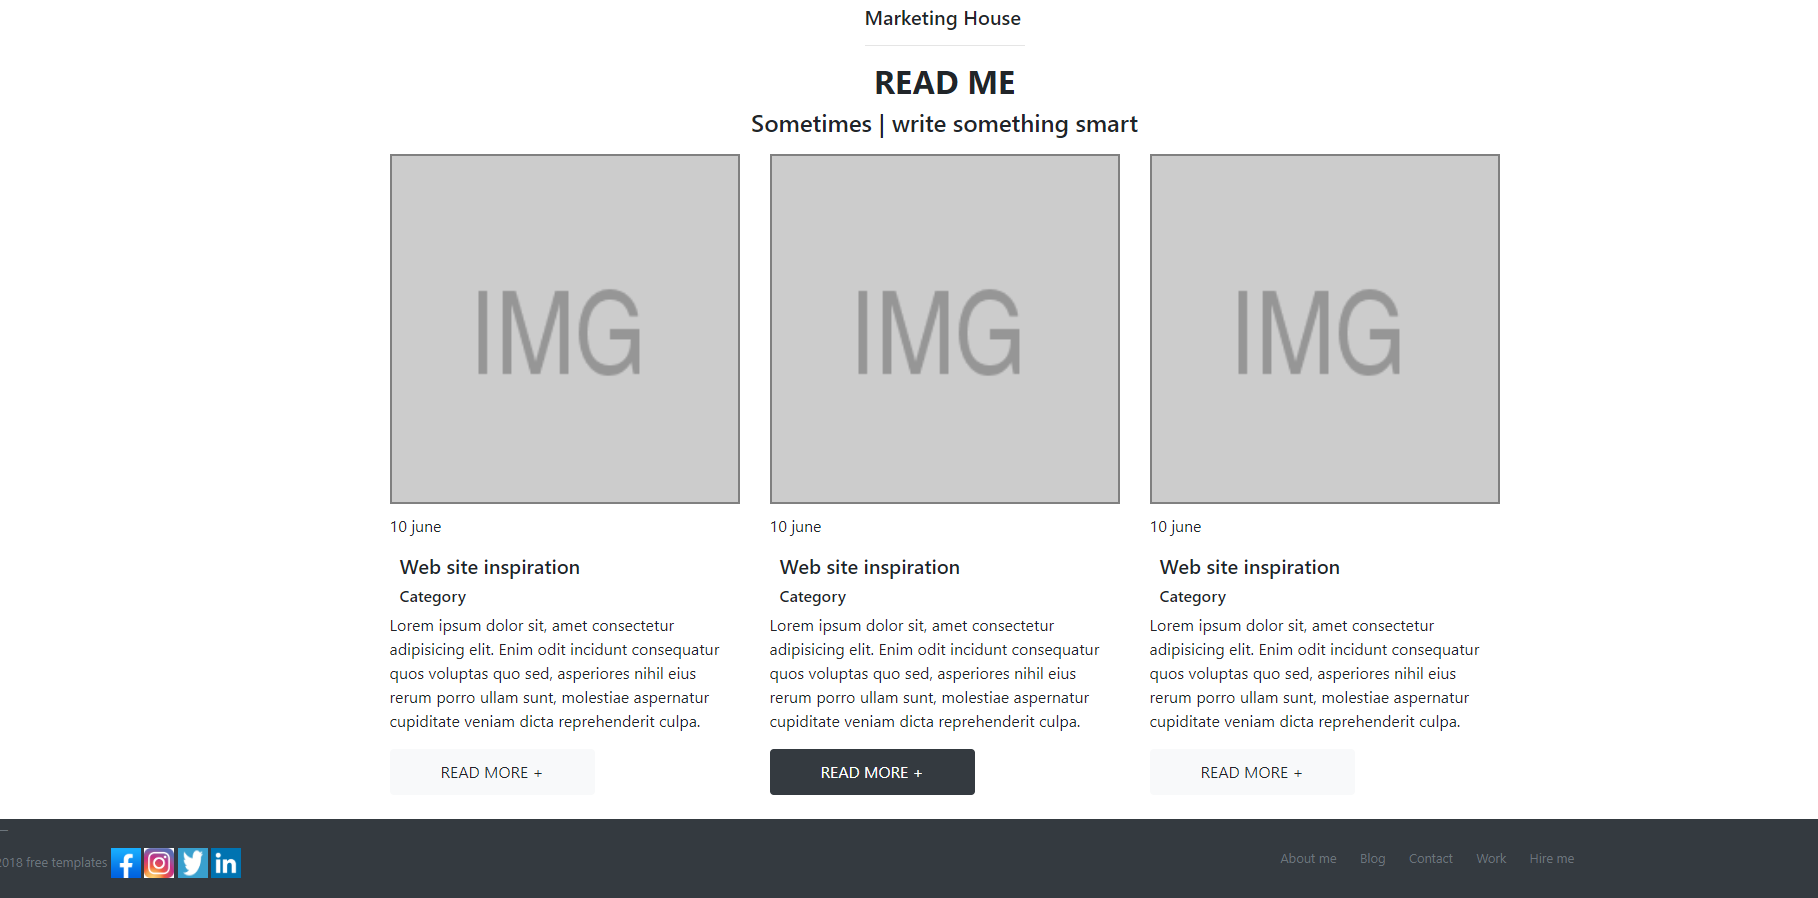 Marketing House
READ ME
Sometimes | write something smart
IMG
IMG
IMG
10 june
Web site inspiration
Category
Lorem ipsum dolor sit, amet consectetur
adipisicing elit. Enim odit incidunt consequatur
quos voluptas quo sed, asperiores nihil eius
rerum porro ullam sunt, molestiae aspernatur
cupiditate veniam dicta reprehenderit culpa.
READ MORE +
10 june
Web site inspiration
Category
Lorem ipsum dolor sit, amet consectetur
adipisicing elit. Enim odit incidunt consequatur
quos voluptas quo sed, asperiores nihil eius
rerum porro ullam sunt, molestiae aspernatur
cupiditate veniam dicta reprehenderit culpa.
READ MORE +
10 june
Web site inspiration
Category
Lorem ipsum dolor sit, amet consectetur
adipisicing elit. Enim odit incidunt consequatur
quos voluptas quo sed, asperiores nihil eius
rerum porro ullam sunt, molestiae aspernatur
cupiditate veniam dicta reprehenderit culpa.
READ MORE +
2018 free templates
in
About me Blog Contact Work Hire me